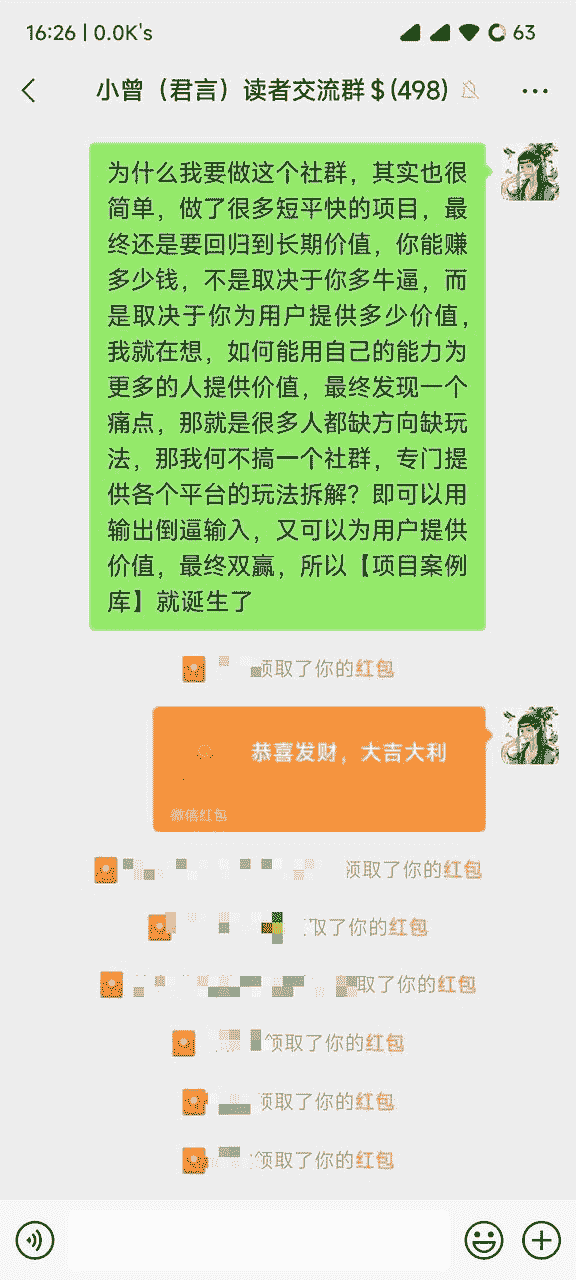 16:26 | 0.0K's
63
小曾（君言）读者交流群$(498)
为什么我要做这个社群，其实也很
简单，做了很多短平快的项目，最
终还是要回归到长期价值，你能赚
多少钱，不是取决于你多牛逼，而
是取决于你为用户提供多少价值，
我就在想，如何能用自己的能力为
更多的人提供价值，最终发现一个
痛点，那就是很多人都缺方向缺玩
法，那我何不搞一个社群，专门提
供各个平台的玩法拆解？即可以用
输出倒逼输入，又可以为用户提供
价值，最终双赢，所以【项目案例
库】就诞生了
领取了你的红包
恭喜发财，大吉大利
微信红包
领取了你的红包
取了你的红包
取了你的红包
领取了你的红包
领取了你的红包
领取了你的红包